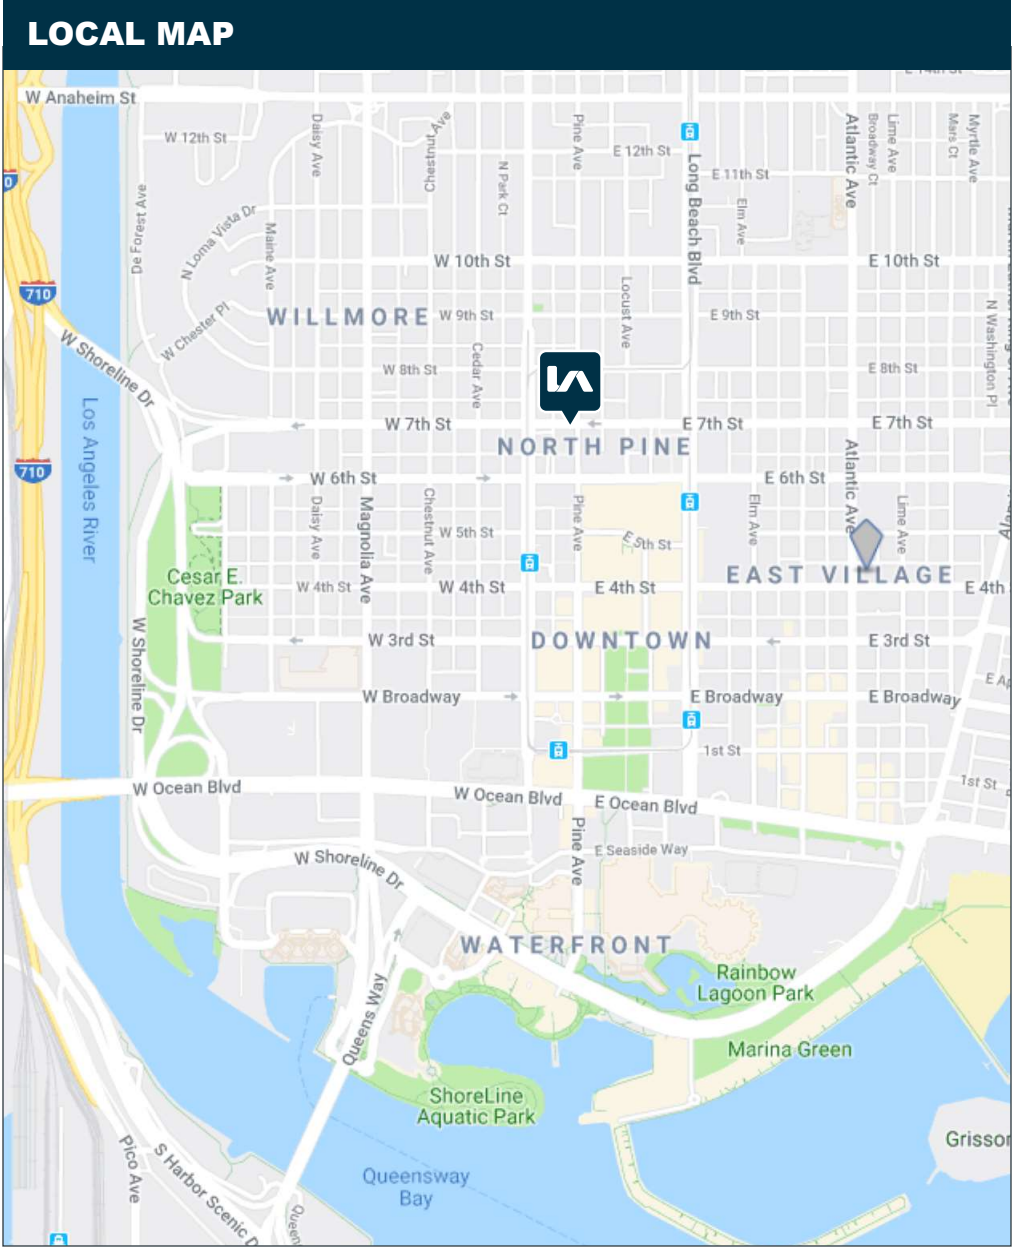 LOCAL MAP
E 14th St
W Anaheim St
W 12th St
Daisy Ave
Chestnut Ave
Pine Ave
E 12th St
Long Beach Blvd
E 11th St
Atlantic Ave
Broadway Ct
Lime Ave
Mars Ct
Myrtle Ave
N Park Ct
De Forest Ave
N Loma Vista Dr
Maine Ave
Elm Ave
W 10th St
E 10th St
710
W Chester Pl
WILLMORE
W 9th St
Locust Ave
E 9th St
N Washington Pl
W Shoreline Dr
W 8th St
Cedar Ave
E 8th St
Los Angeles River
W 7th St
E 7th St
E 7th St
NORTH PINE
710
W 6th St
E 6th St
Atlantic Ave
Daisy Ave
Magnolia Ave
Chestnut Ave
W 5th St
Pine Ave
E 5th St
Elm Ave
Lime Ave
EAST VILLAGE
Cesar E.
Chavez Park
W 4th St
W 4th St
E 4th St
E 4th
W Shoreline Dr
W 3rd St
DOWNTOWN
E 3rd St
W Broadway
E Broadway
E Broadway
1st St
1st St
W Ocean Blvd
W Ocean Blvd
E Ocean Blvd
Pine Ave
E Seaside Way
W Shoreline Dr
WATERFRONT
Rainbow
Lagoon Park
Queens Way
Marina Green
ShoreLine
Aquatic Park
Grissor
Pico Ave
S Harbor Scenic D
Queensway
Bay
Queen